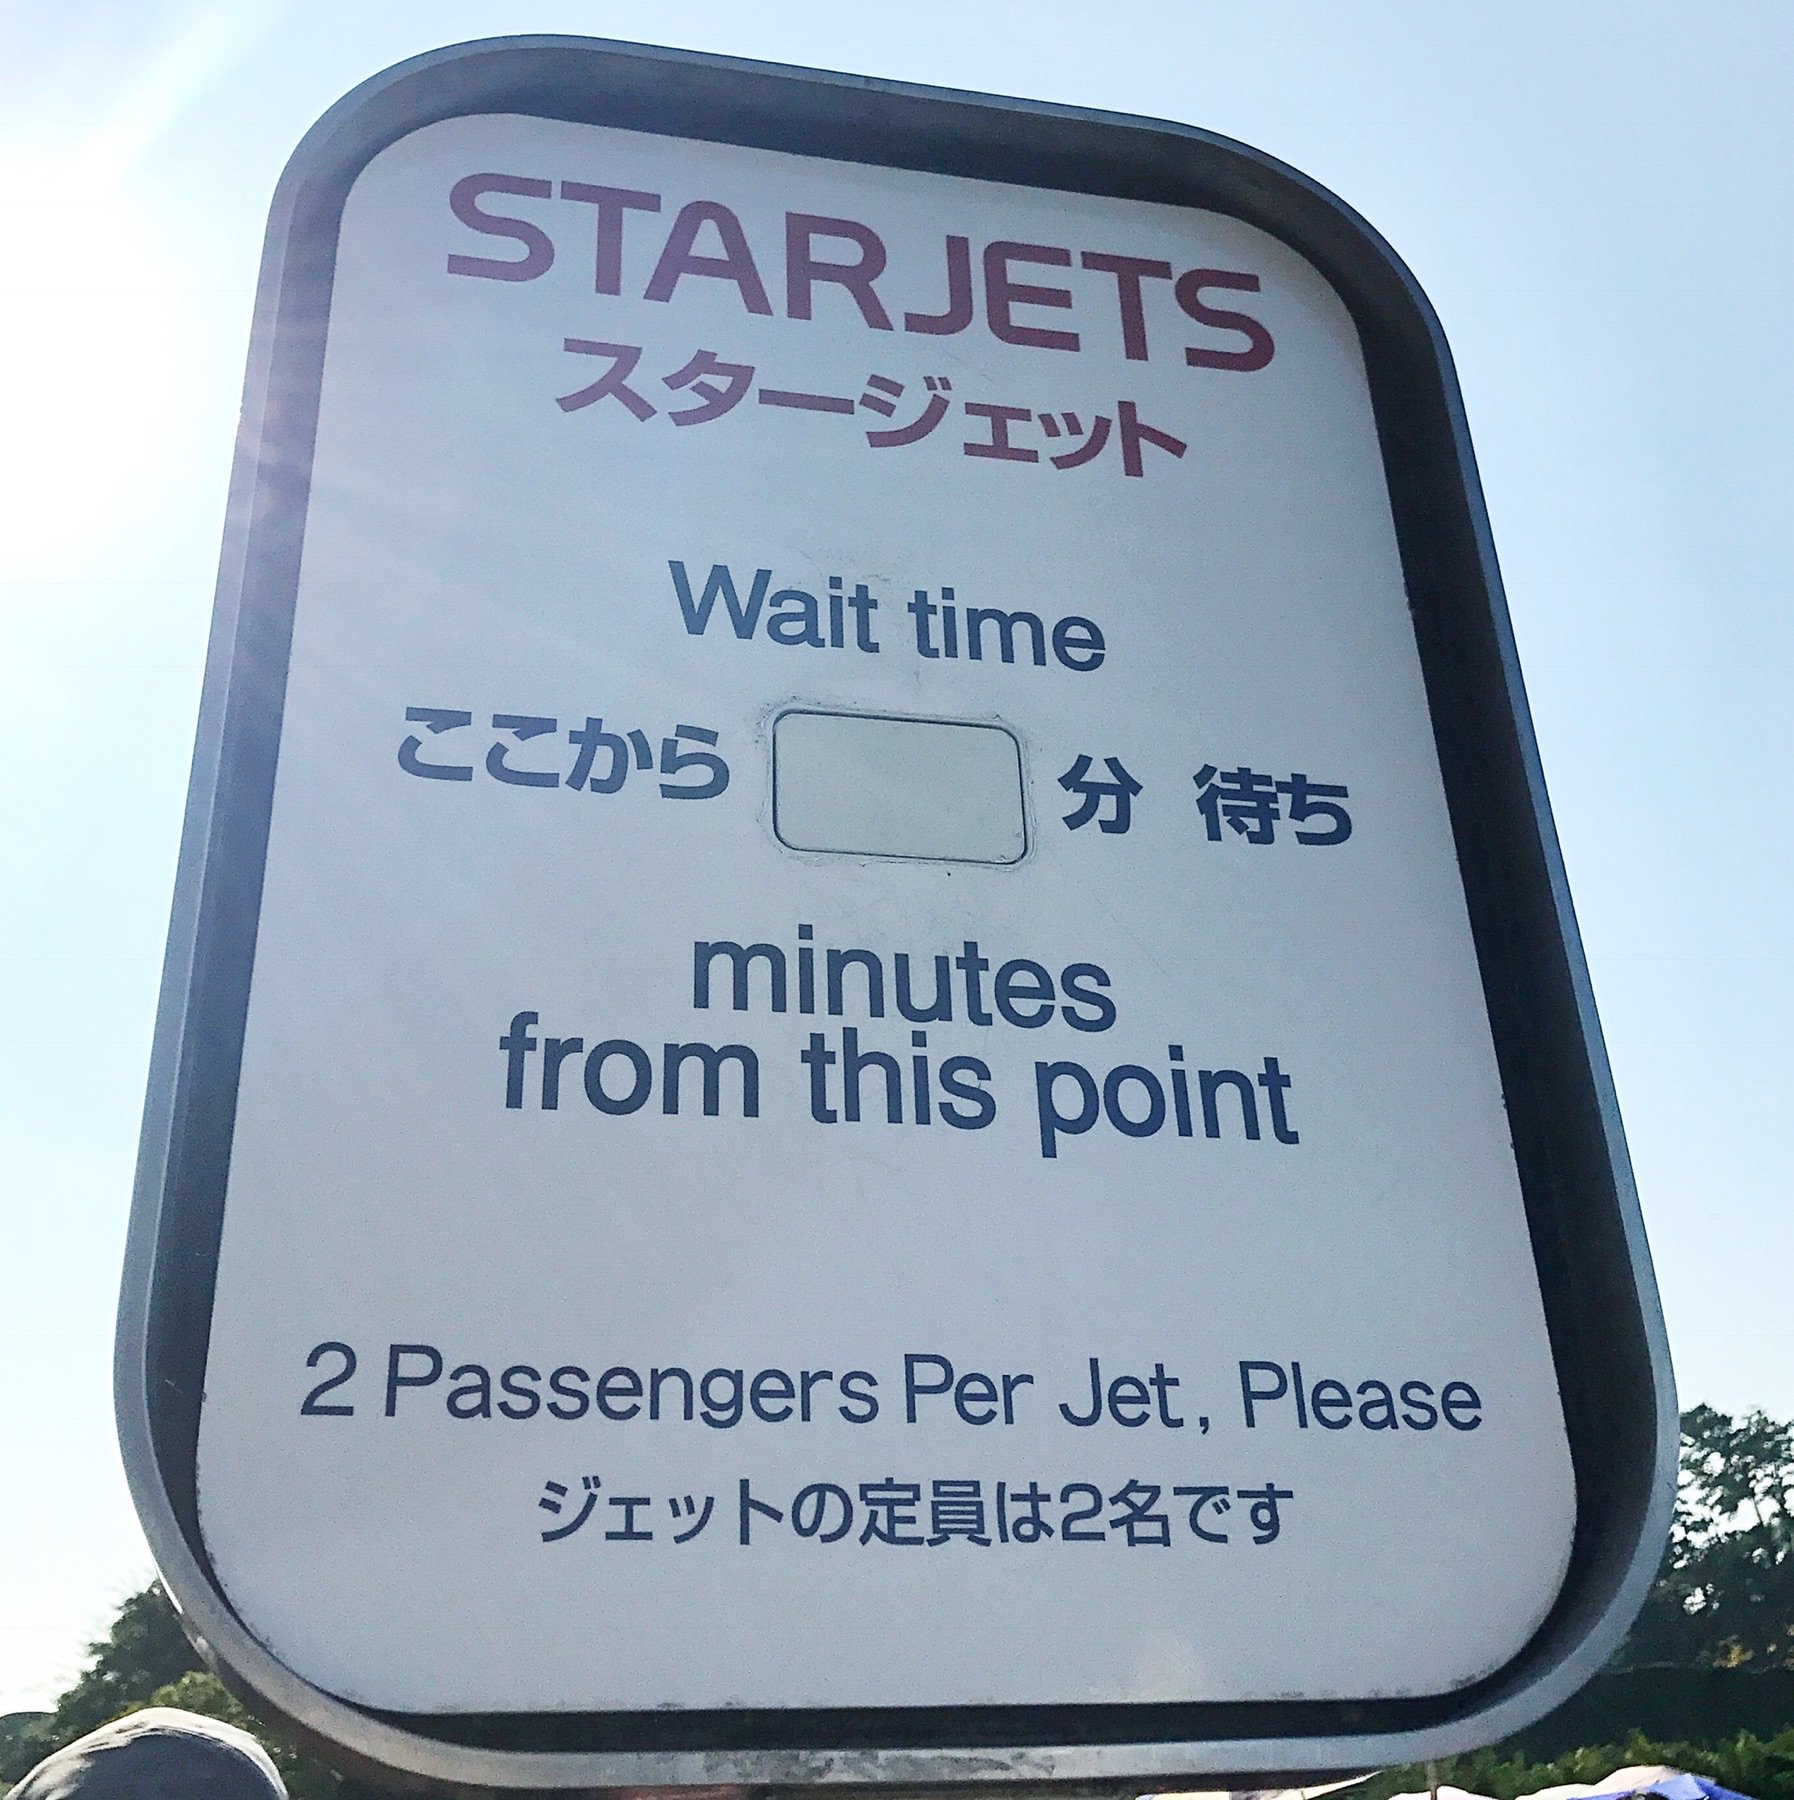 STARJETS
スタージェット
Wait time
ここから 分 待ち
minutes
from this point
2 Passengers Per Jet, Please
ジェットの定員は2名です